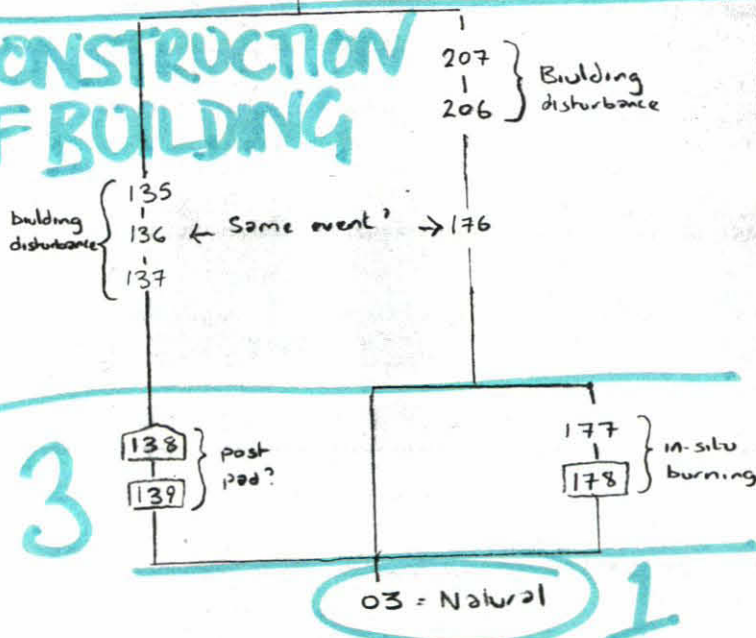 ONSTRUCTION
F BUILDING
207
206
Building
disturbance
135
136
137
building
disturbance
← Same event? →
176
3
138
139
post
pad?
177
178
in-situ
burning
03 = Natural
1